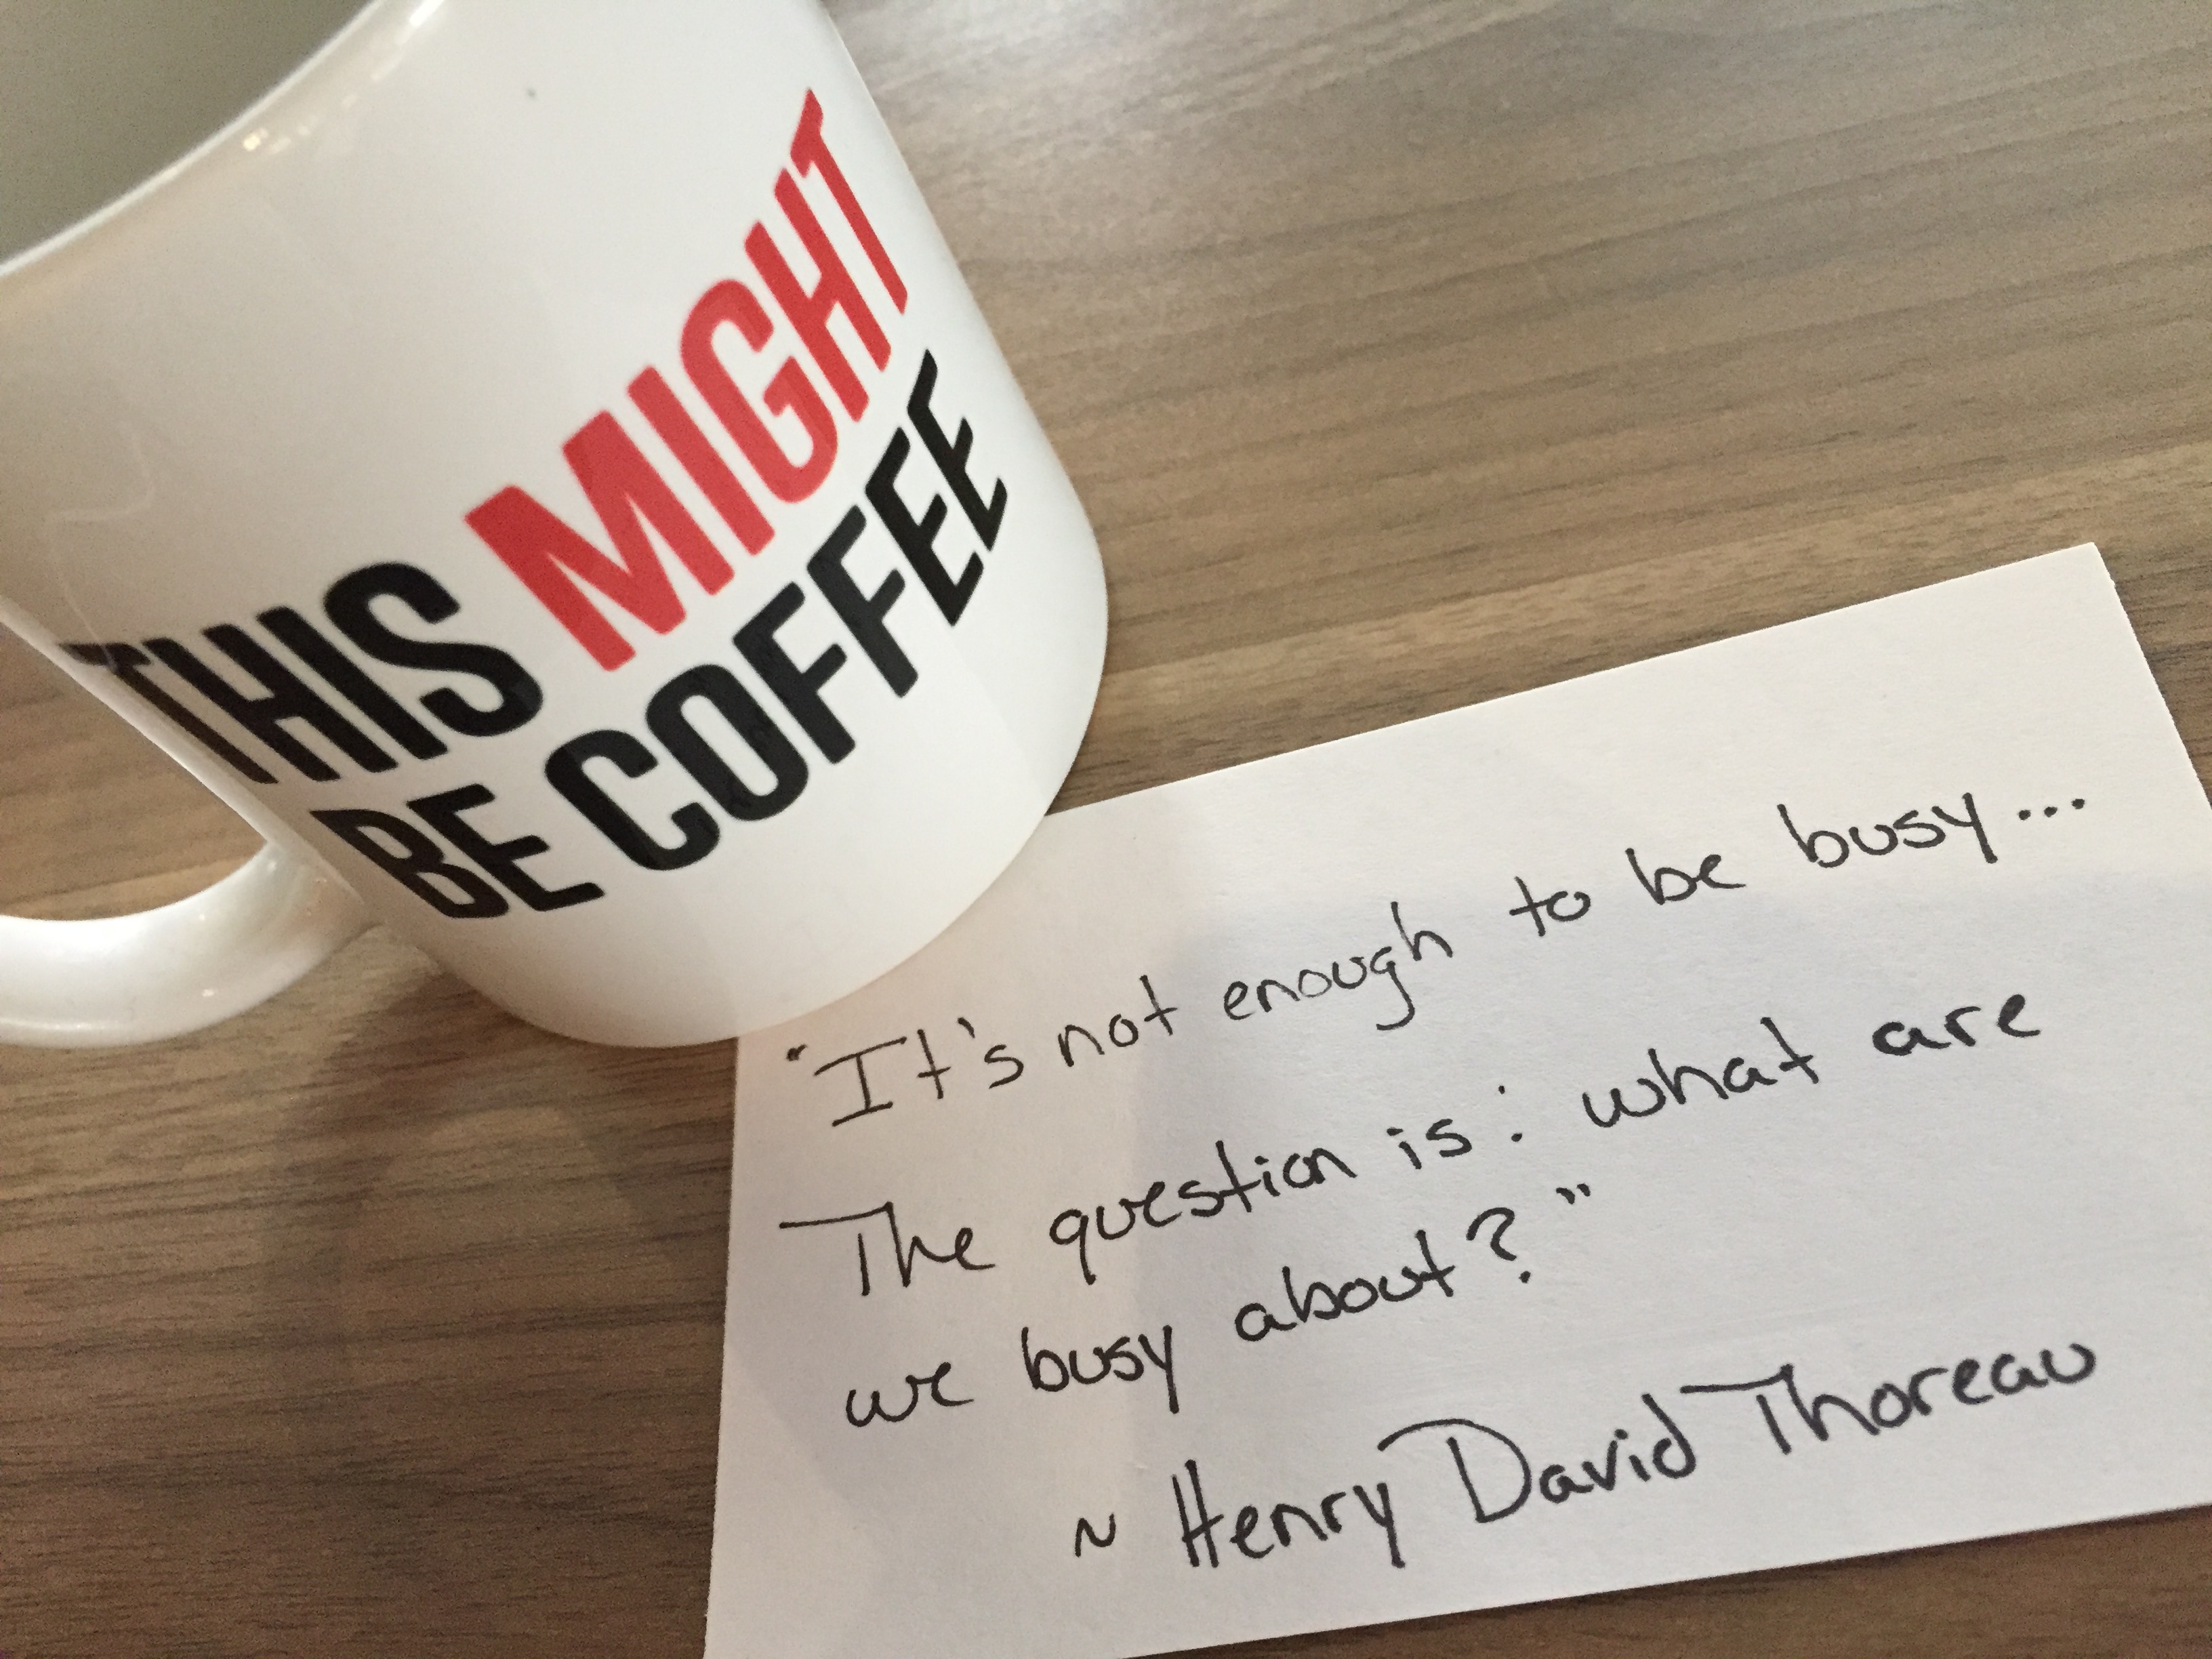 THIS MIGHT
BE COFFEE
"It's not enough to be busy...
The question is: what are
we busy about?"
~ Henry David Thoreau